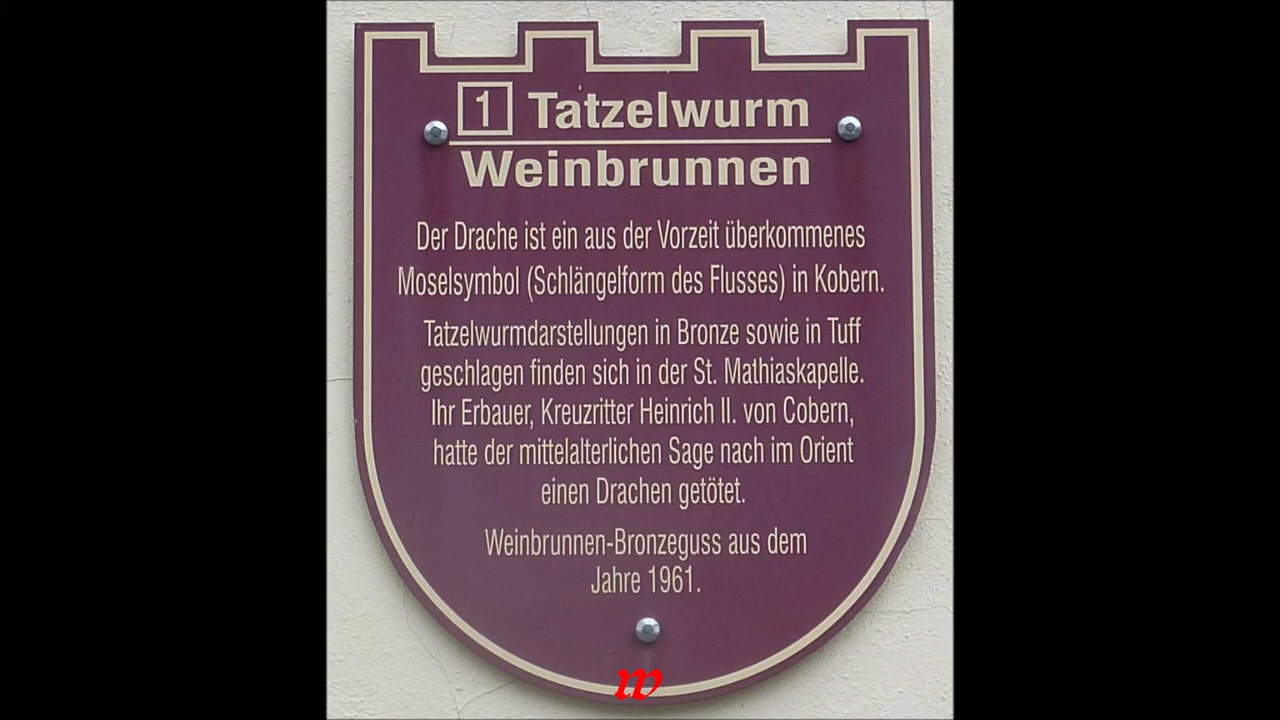 1 Tatzelwurm
Weinbrunnen
Der Drache ist ein aus der Vorzeit überkommenes
Moselsymbol (Schlängelform des Flusses) in Kobern.
Tatzelwurmdarstellungen in Bronze sowie in Tuff
geschlagen finden sich in der St. Mathiaskapelle.
Ihr Erbauer, Kreuzritter Heinrich II. von Cobern,
hatte der mittelalterlichen Sage nach im Orient
einen Drachen getötet.
Weinbrunnen-Bronzeguss aus dem
Jahre 1961.
w